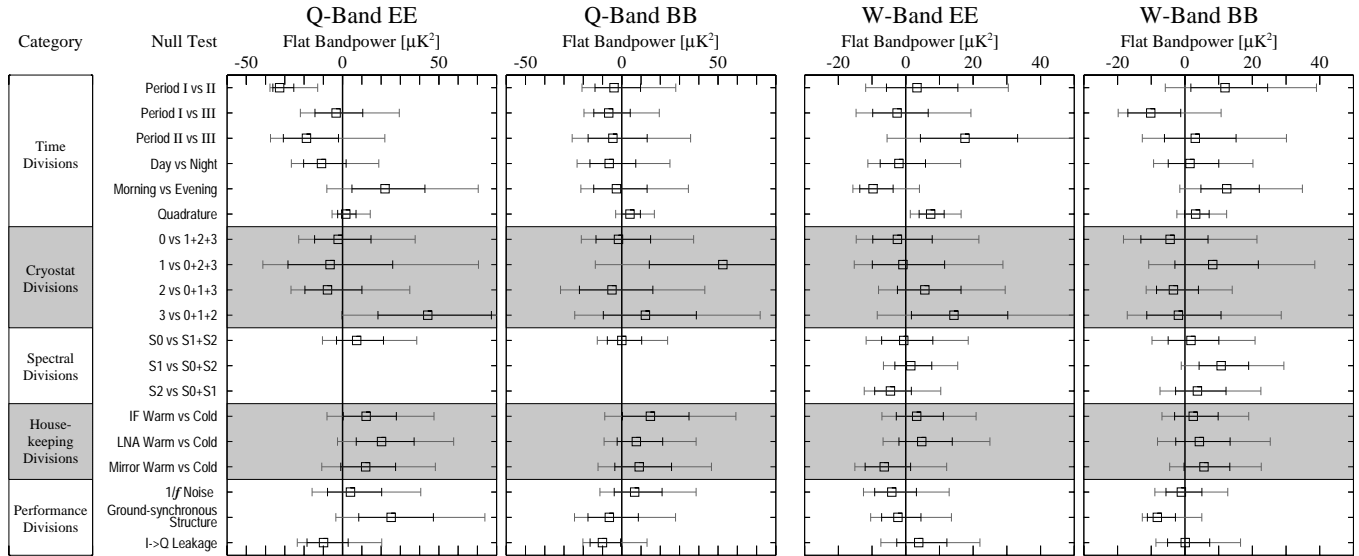 Q-Band EE Q-Band BB W-Band EE W-Band BB
Category Null Test Flat Bandpower [µK²] Flat Bandpower [µK²] Flat Bandpower [µK²] Flat Bandpower [µK²]
-50 0 50 -50 0 50 -20 0 20 40 -20 0 20 40
Time
Divisions
Period I vs II
Period I vs III
Period II vs III
Day vs Night
Morning vs Evening
Quadrature
Cryostat
Divisions
0 vs 1+2+3
1 vs 0+2+3
2 vs 0+1+3
3 vs 0+1+2
Spectral
Divisions
S0 vs S1+S2
S1 vs S0+S2
S2 vs S0+S1
House-
keeping
Divisions
IF Warm vs Cold
LNA Warm vs Cold
Mirror Warm vs Cold
Performance
Divisions
1/f Noise
Ground-synchronous
Structure
I->Q Leakage